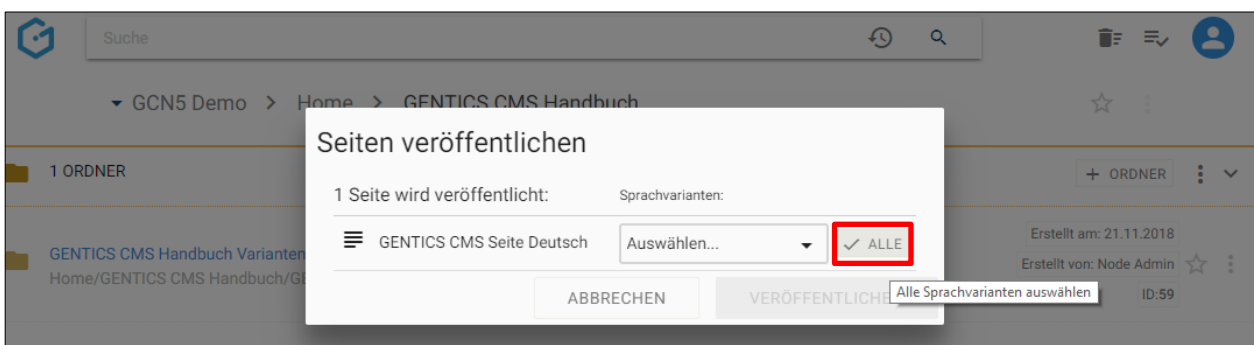 Suche
GCN5 Demo > Home > GENTICS CMS Handbuch
Seiten veröffentlichen
1 ORDNER
+ ORDNER
1 Seite wird veröffentlicht:
Sprachvarianten:
GENTICS CMS Seite Deutsch
Auswählen...
ALLE
Erstellt am: 21.11.2018
GENTICS CMS Handbuch Varianten
Erstellt von: Node Admin
Home/GENTICS CMS Handbuch/
ABBRECHEN
VERÖFFENTLICHE
Alle Sprachvarianten auswählen
ID:59